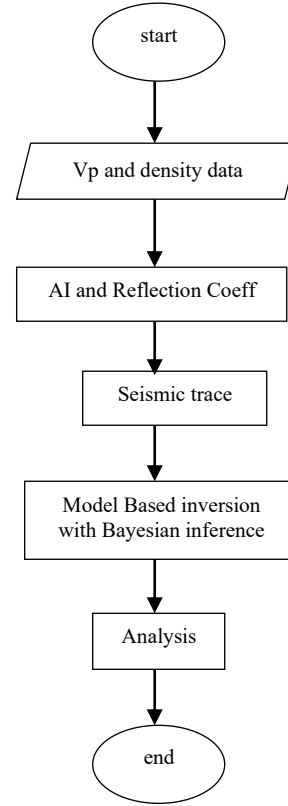 start
Vp and density data
AI and Reflection Coeff
Seismic trace
Model Based inversion
with Bayesian inference
Analysis
end